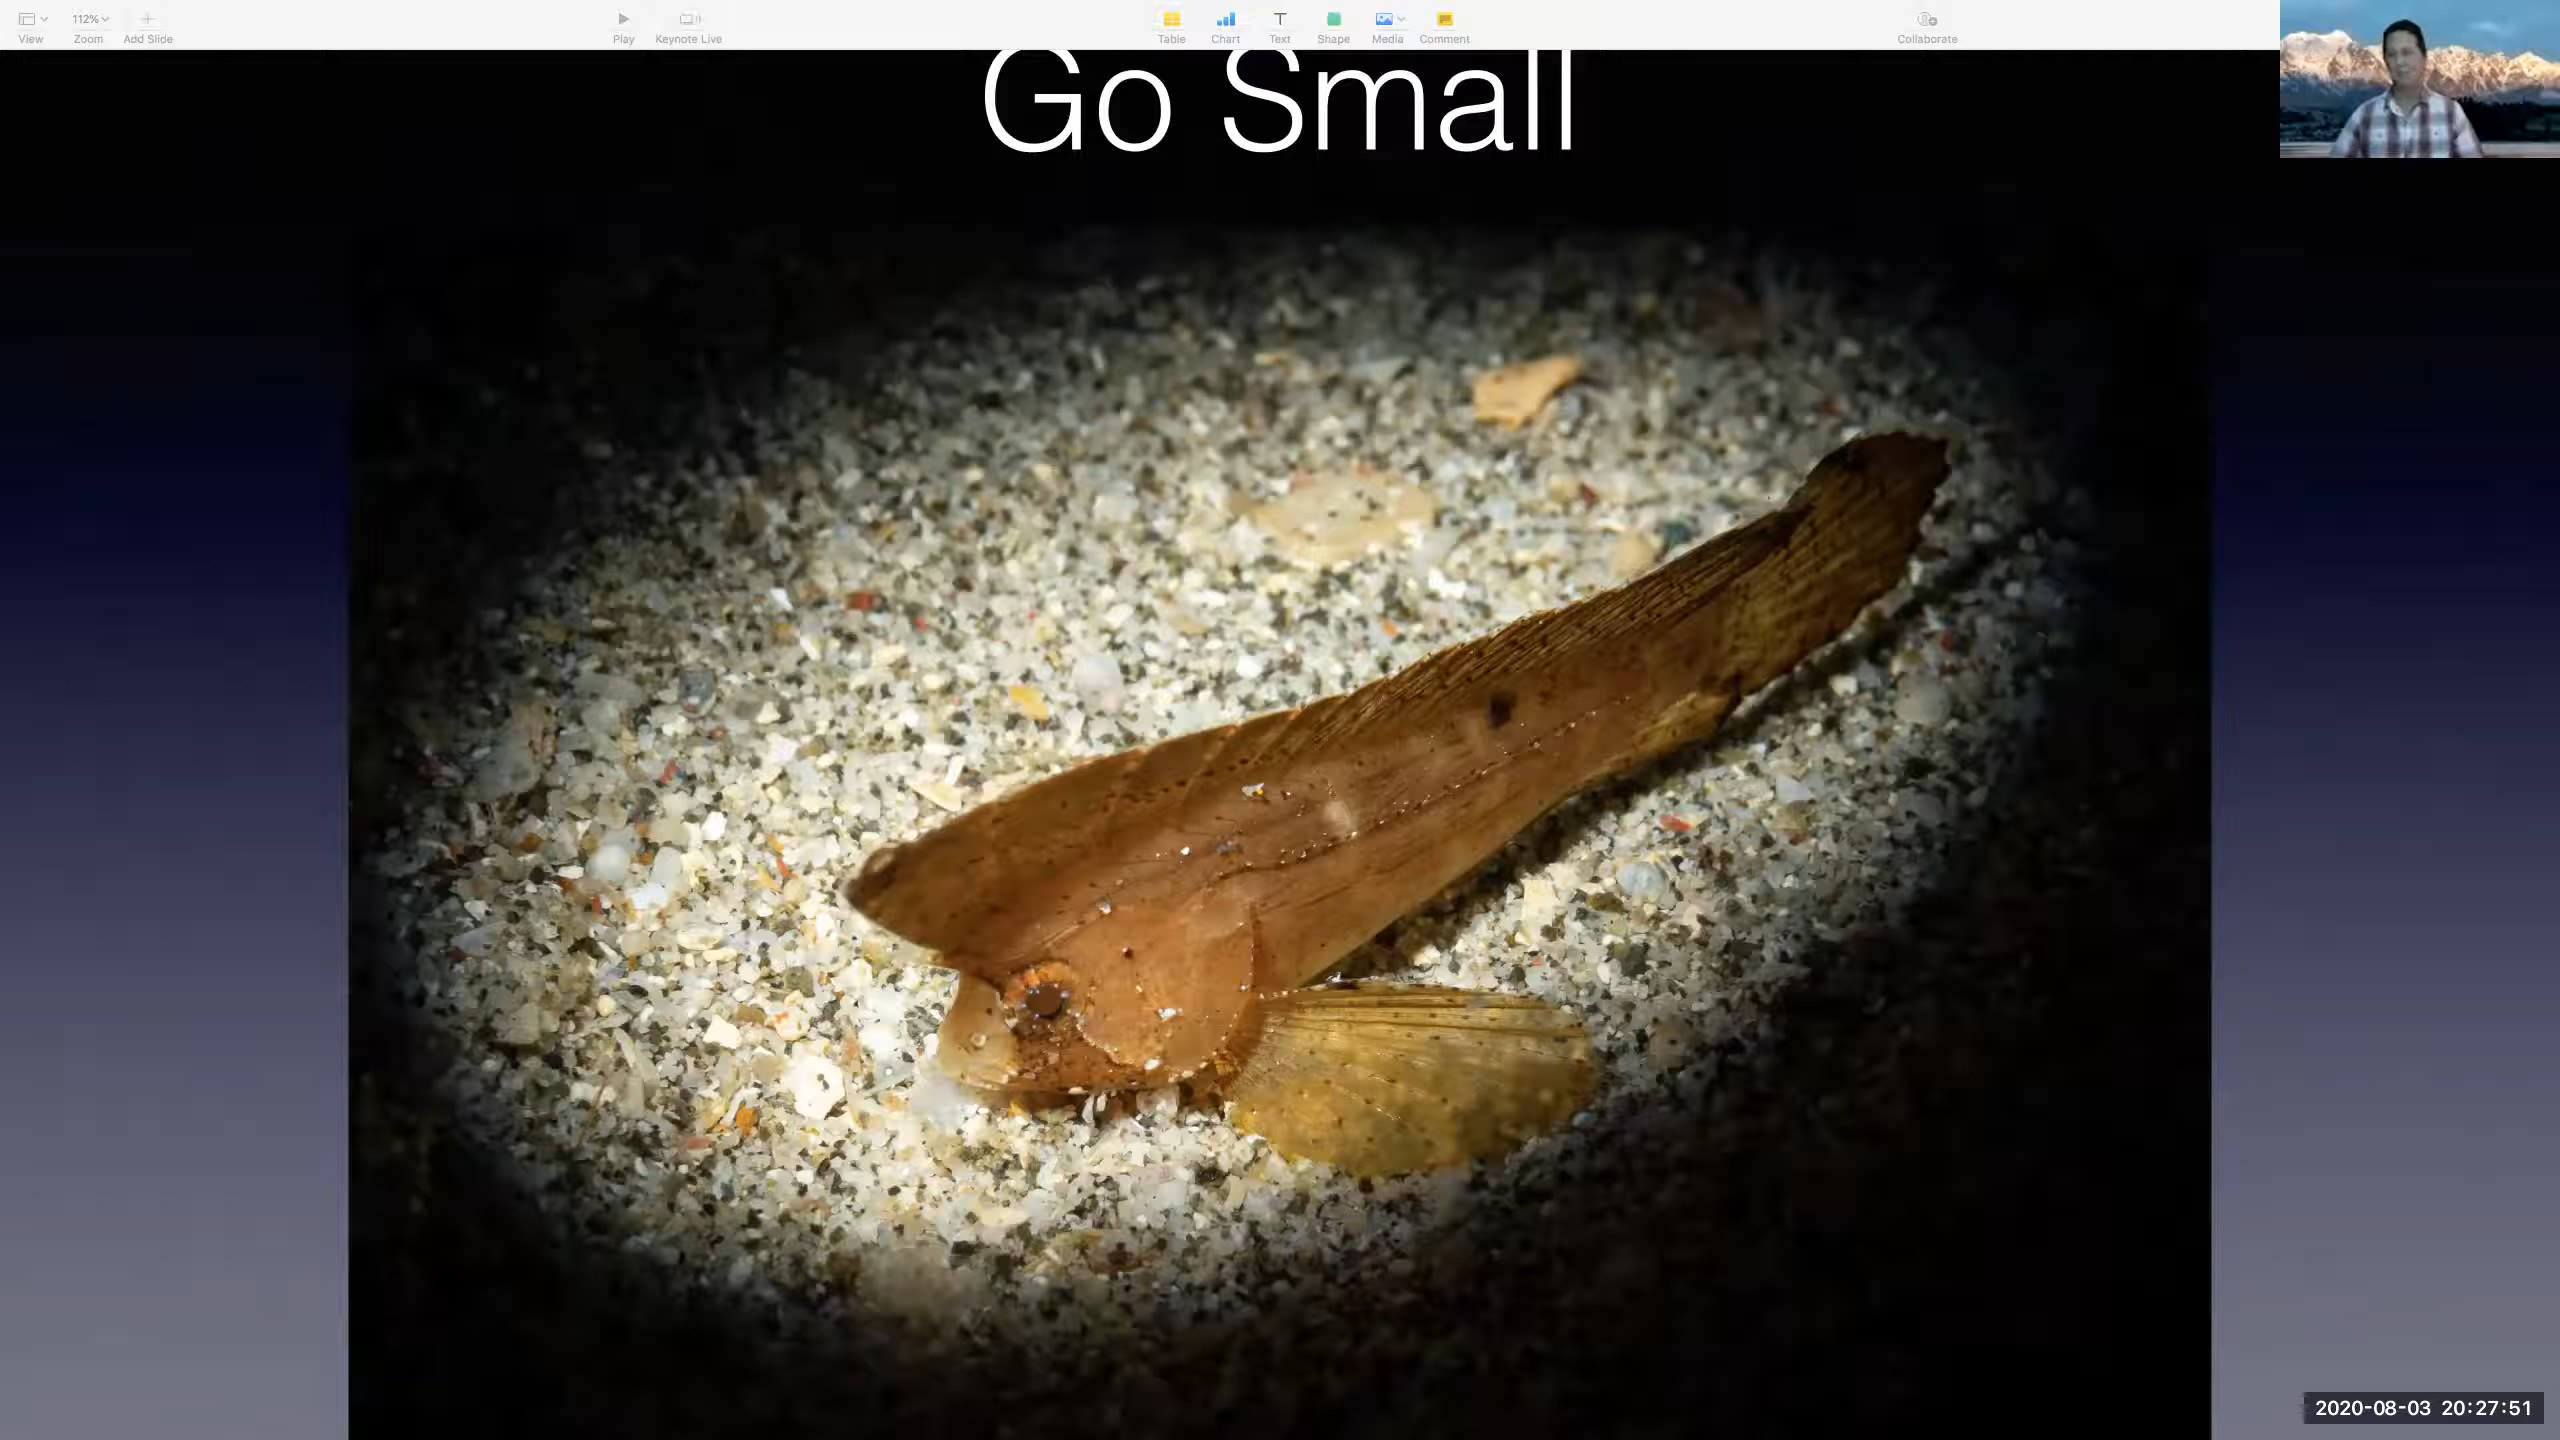 View
112%
Zoom
Add Slide
Play
Keynote Live
Table
Chart
Text
Shape
Media
Comment
Collaborate
Go Small
2020-08-03 20:27:51